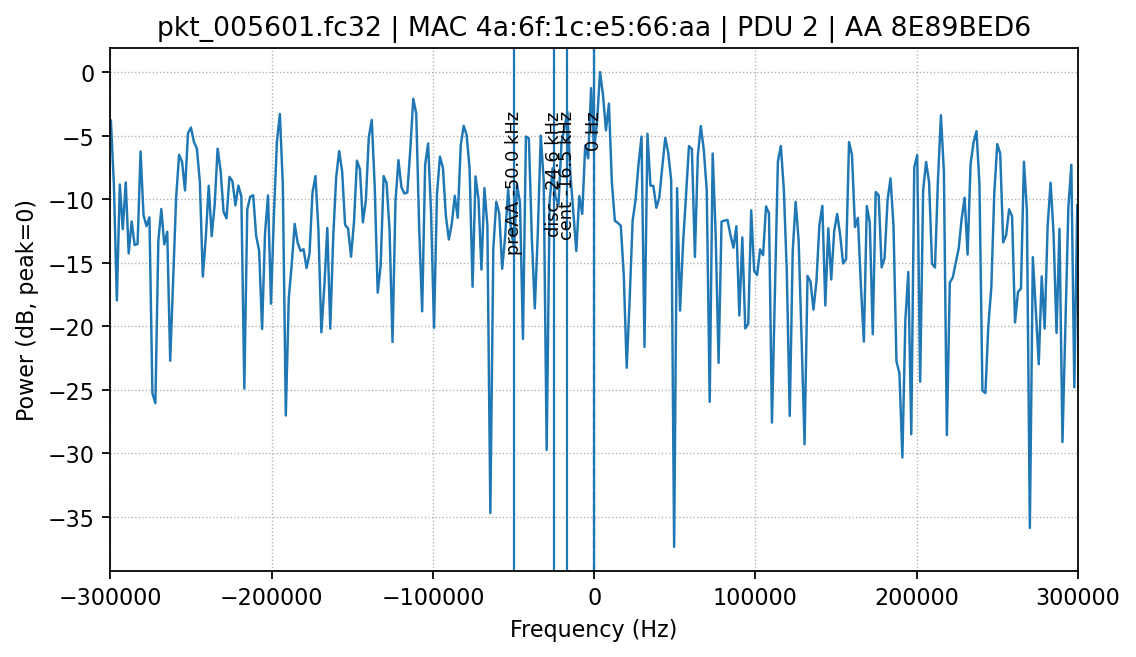 pkt_005601.fc32 | MAC 4a:6f:1c:e5:66:aa | PDU 2 | AA 8E89BED6
Power (dB, peak=0)
0
−5
−10
−15
−20
−25
−30
−35
preAA -50.0 kHz
disc -24.6 kHz
cent -16.5 kHz
0 Hz
−300000
−200000
−100000
0
100000
200000
300000
Frequency (Hz)